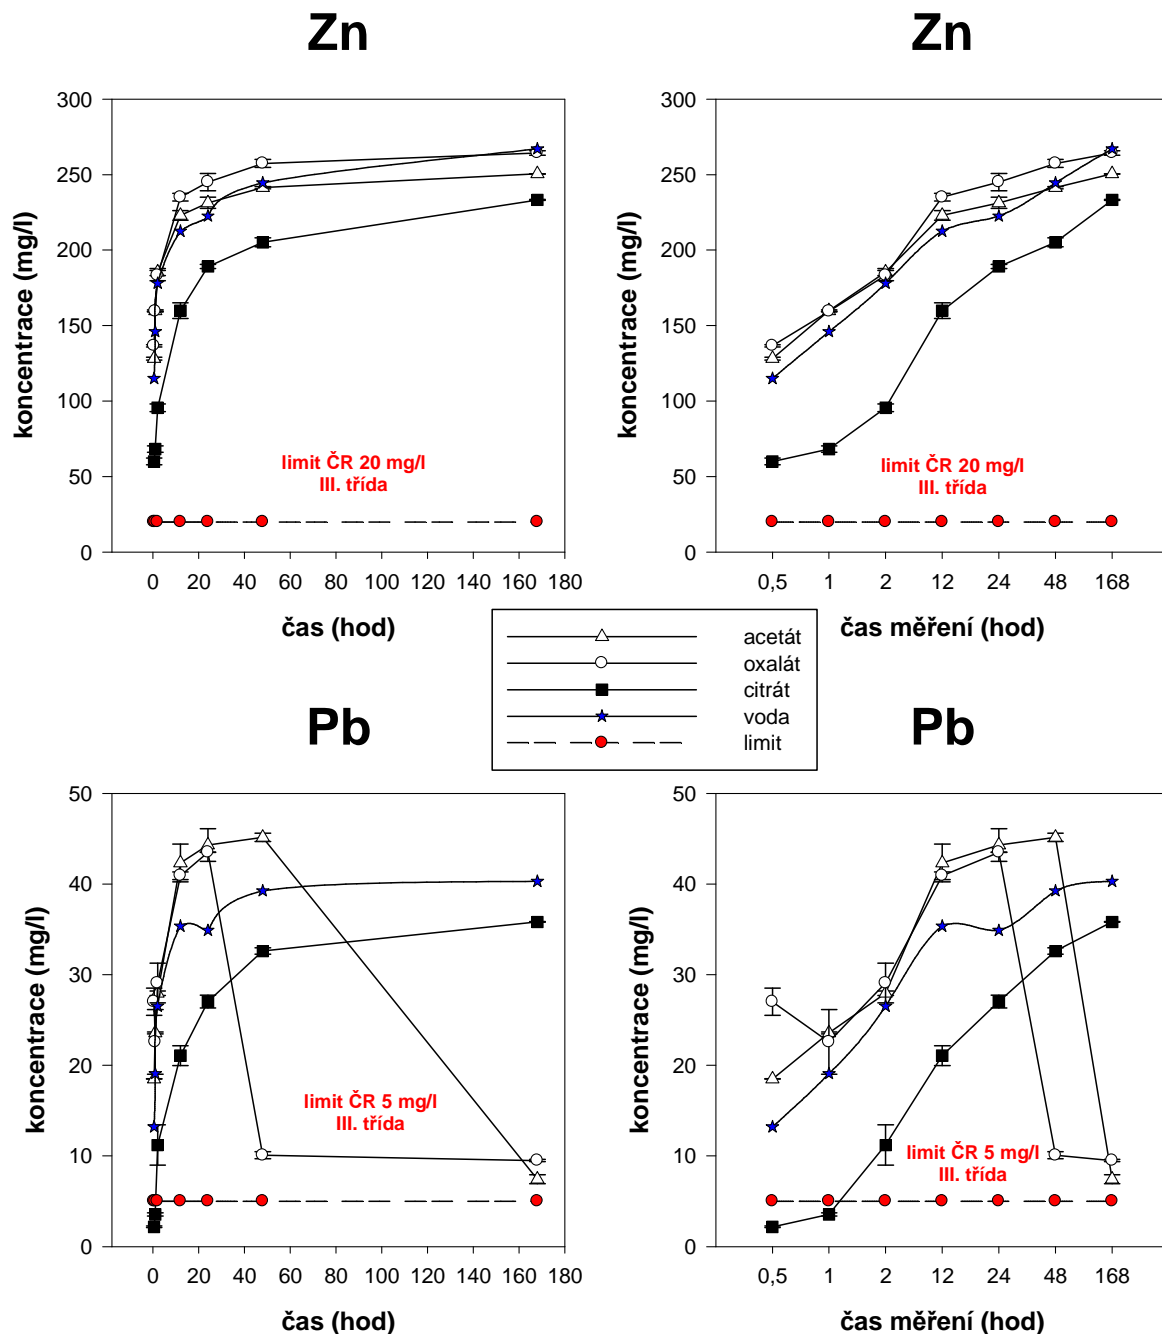 Zn
Zn
300
250
200
150
100
50
0
koncentrace (mg/l)
limit ČR 20 mg/l
III. třída
0 20 40 60 80 100 120 140 160 180
čas (hod)
300
250
200
150
100
50
0
koncentrace (mg/l)
limit ČR 20 mg/l
III. třída
0,5 1 2 12 24 48 168
čas měření (hod)
acetát
oxalát
citrát
voda
limit
Pb
Pb
50
40
30
20
10
0
koncentrace (mg/l)
limit ČR 5 mg/l
III. třída
0 20 40 60 80 100 120 140 160 180
čas (hod)
50
40
30
20
10
0
koncentrace (mg/l)
limit ČR 5 mg/l
III. třída
0,5 1 2 12 24 48 168
čas měření (hod)